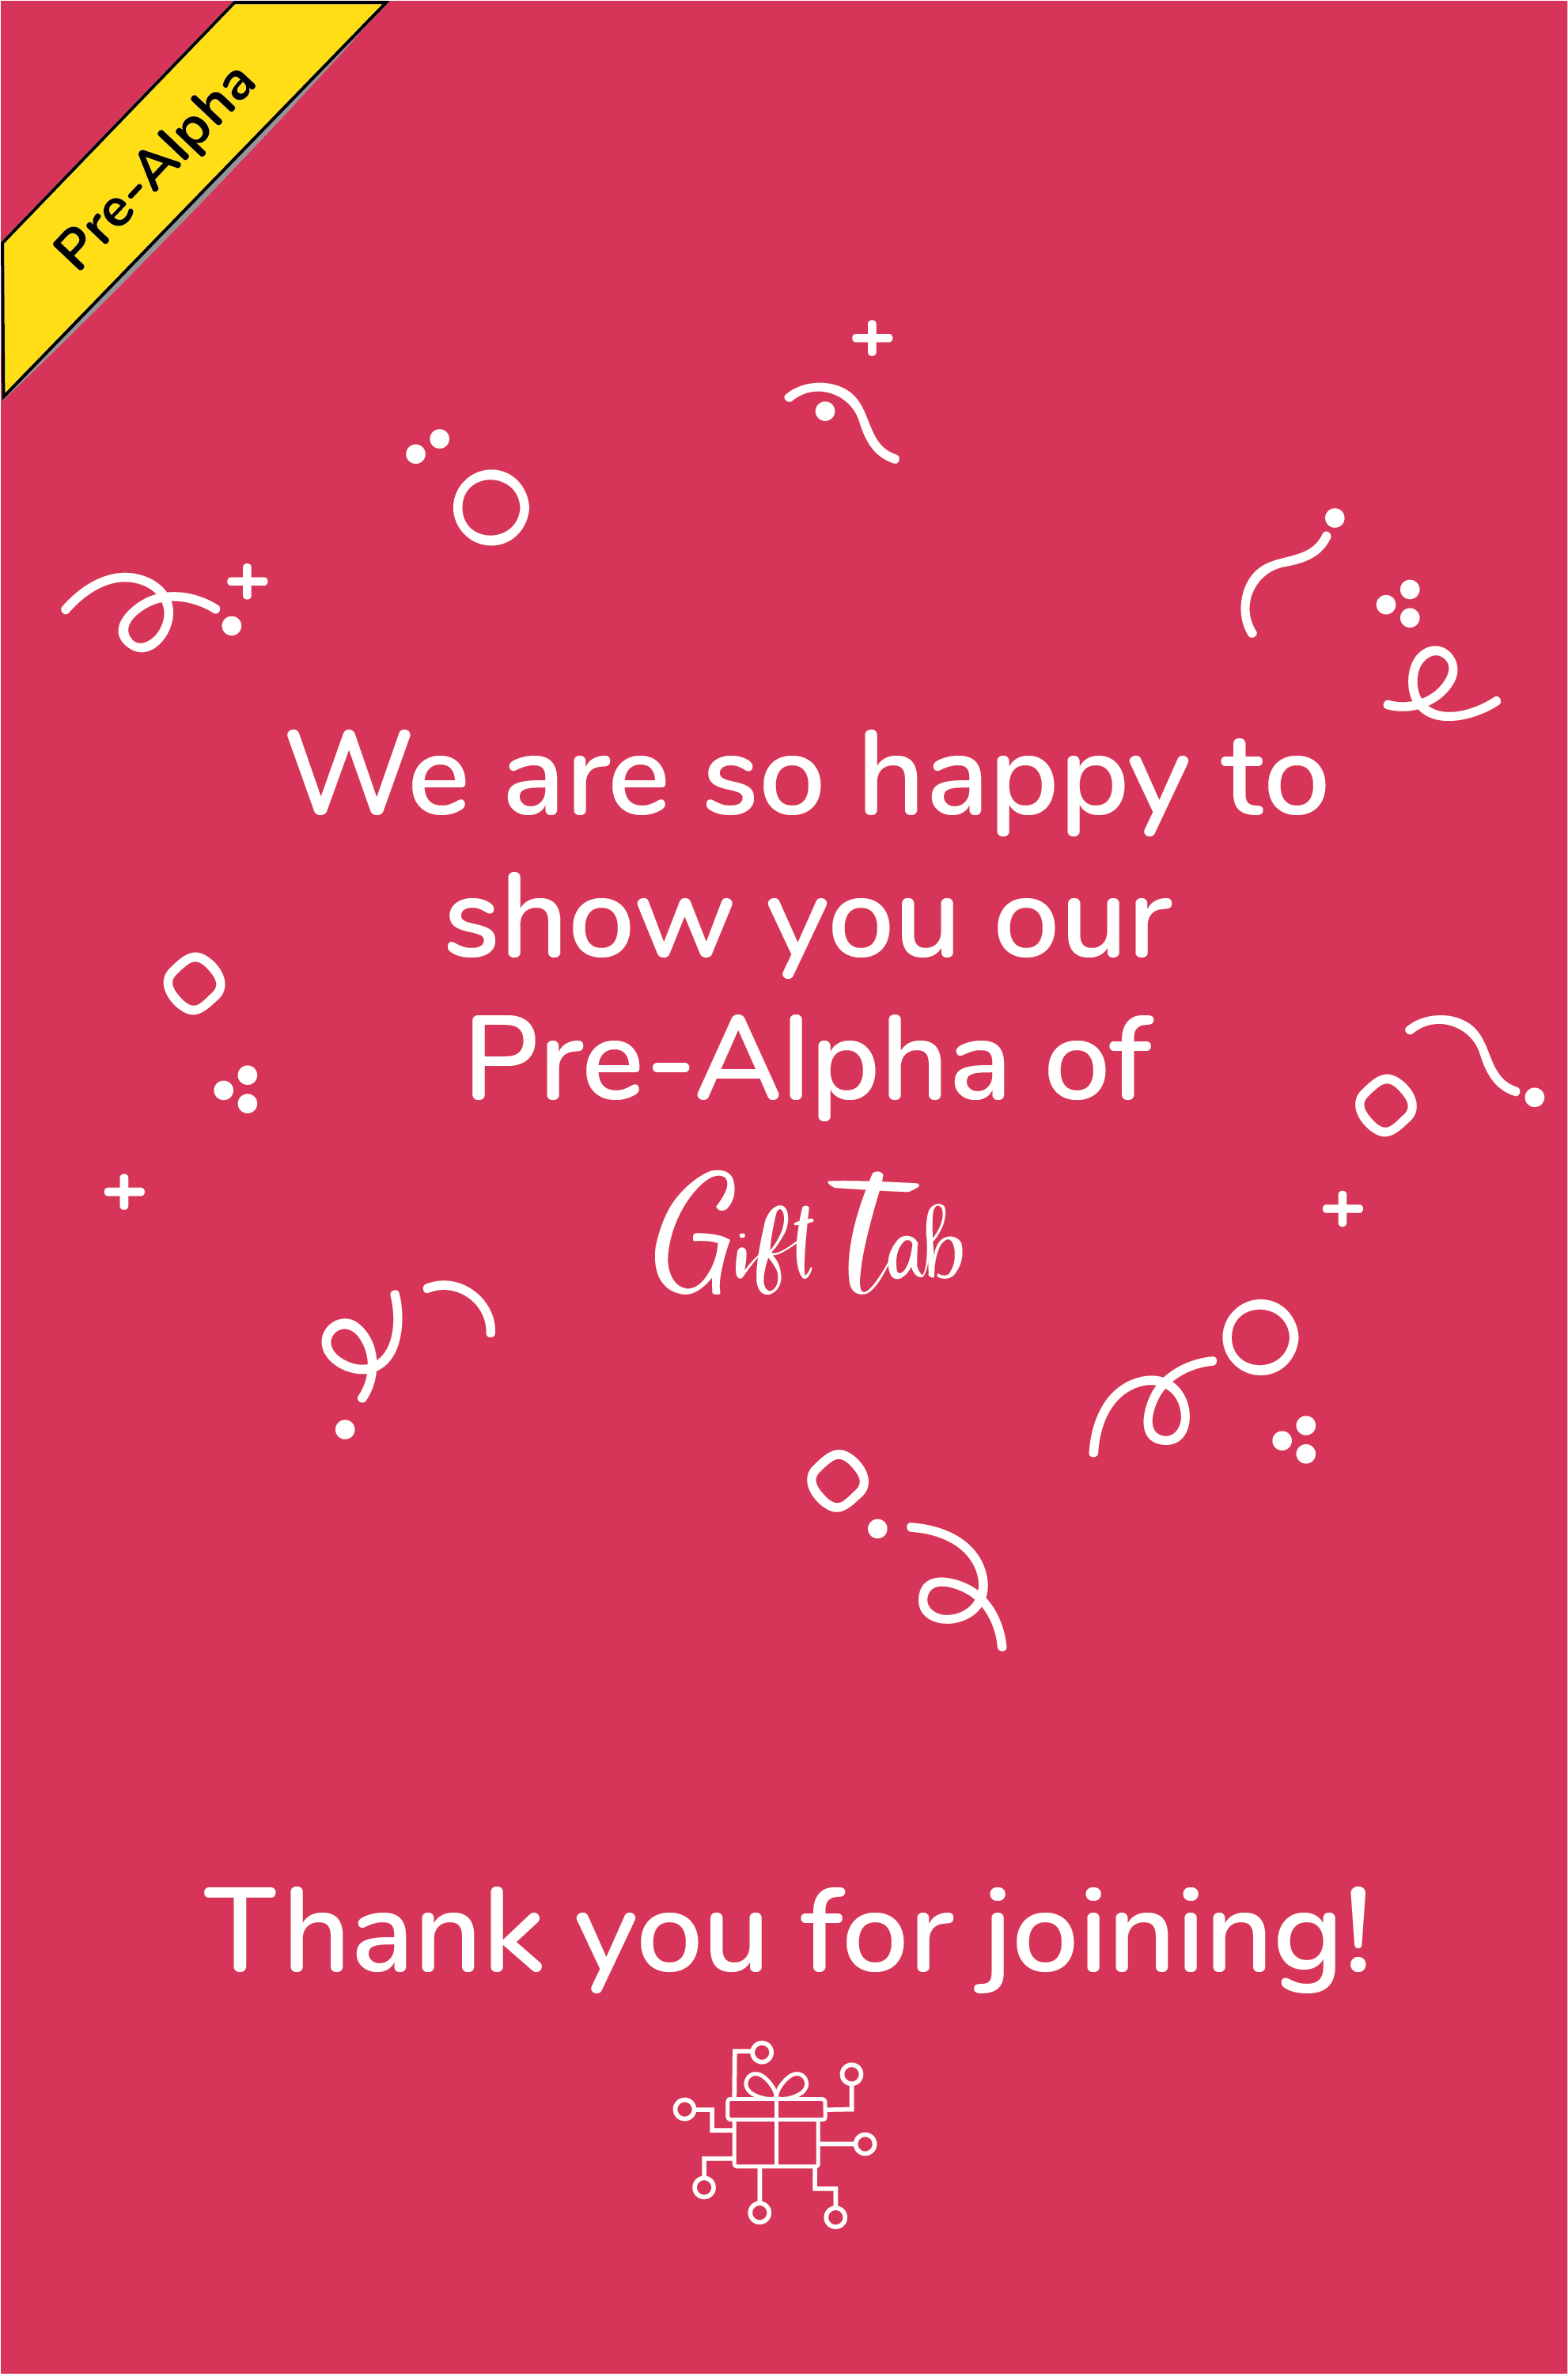 Pre-Alpha
We are so happy to
show you our
Pre-Alpha of
Gift Tab
Thank you for joining!